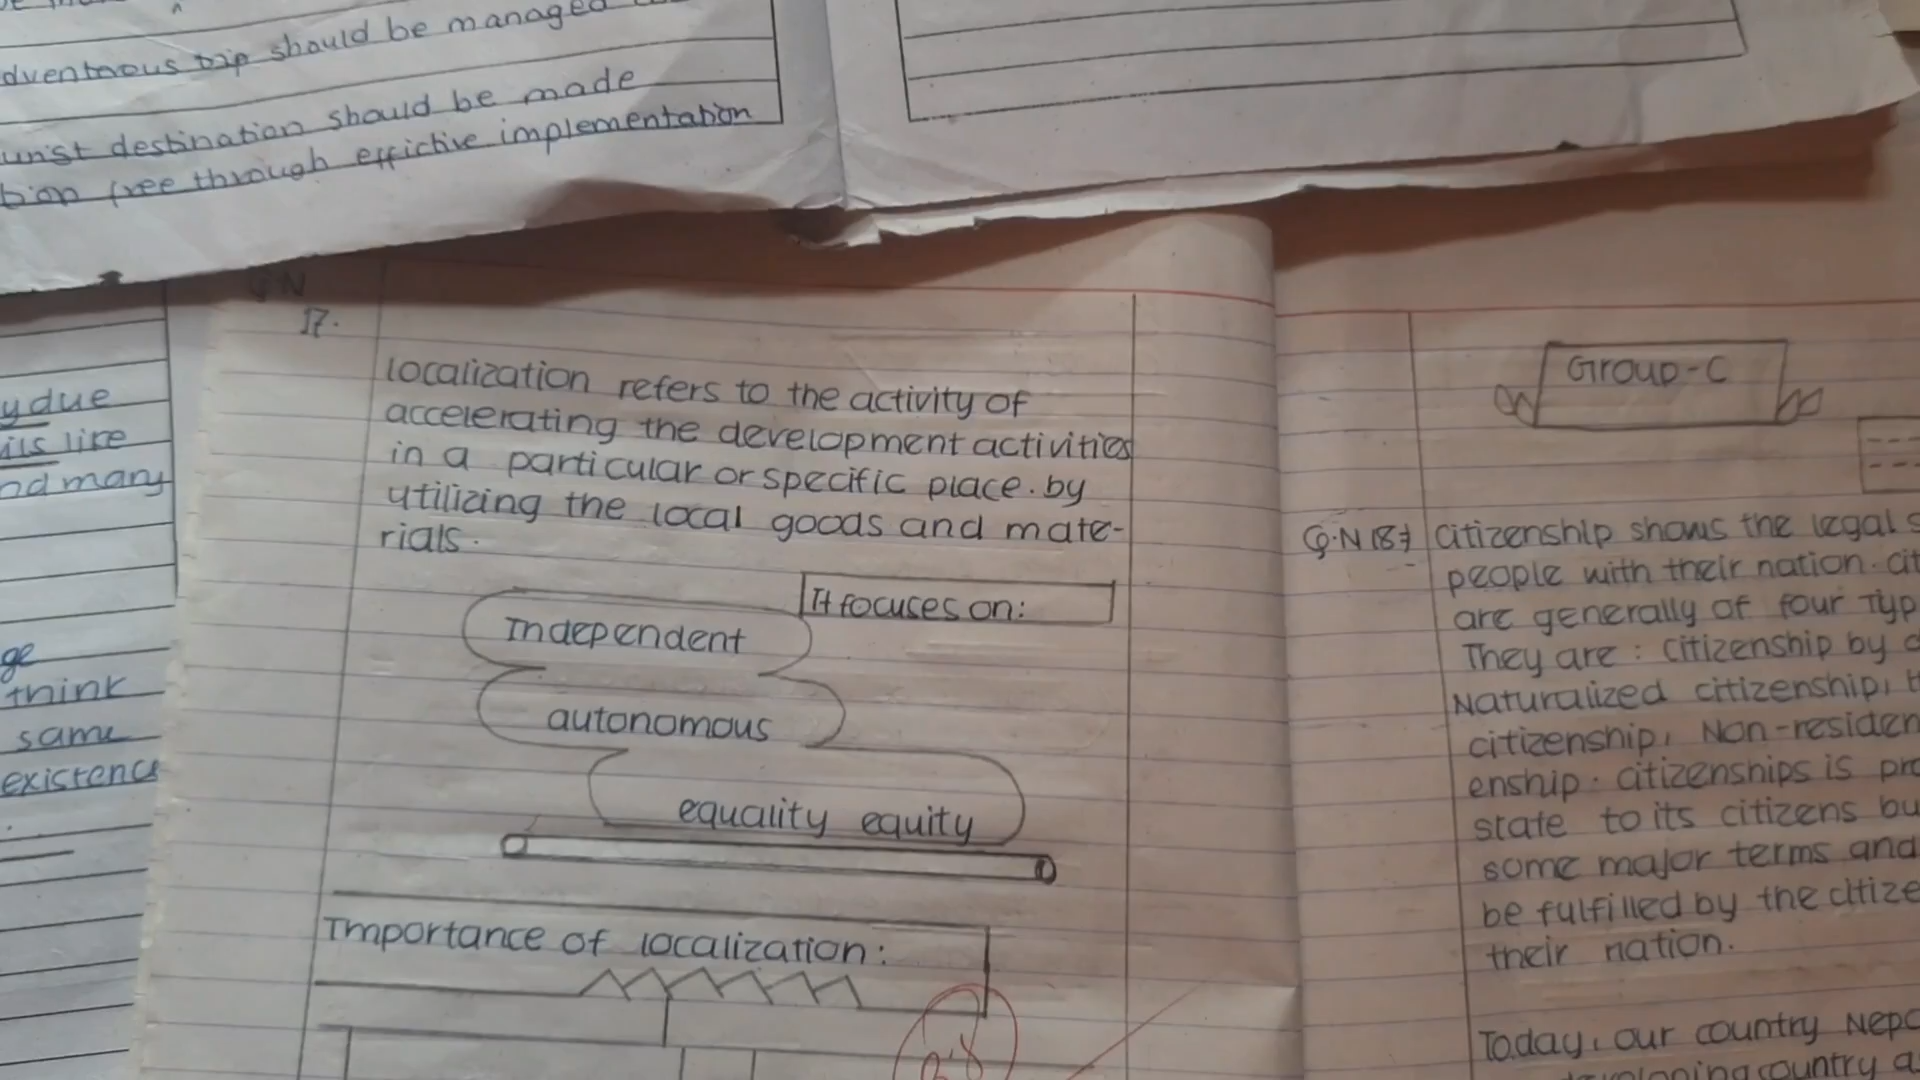 adventrous trip should be managed
destination should be made
free through effictive implementation
y due
ils like
nd many
ge
think
same
existence
Q.N
17.
localization refers to the activity of
accelerating the development activities
in a particular or specific place. by
utilizing the local goods and mate-
rials.
It focuses on:
Independent
autonomous
equality equity
Importance of localization:
Group-C
Q.N 18⇒ citizenship shows the legal s
people with their nation. cit
are generally of four Typ
They are: citizenship by
Naturalized citizenship, H
citizenship, Non-residen
enship. citizenships is pro
state to its citizens bu
some major terms and
be fulfilled by the citize
their nation.
Today, our country Nepa
country a